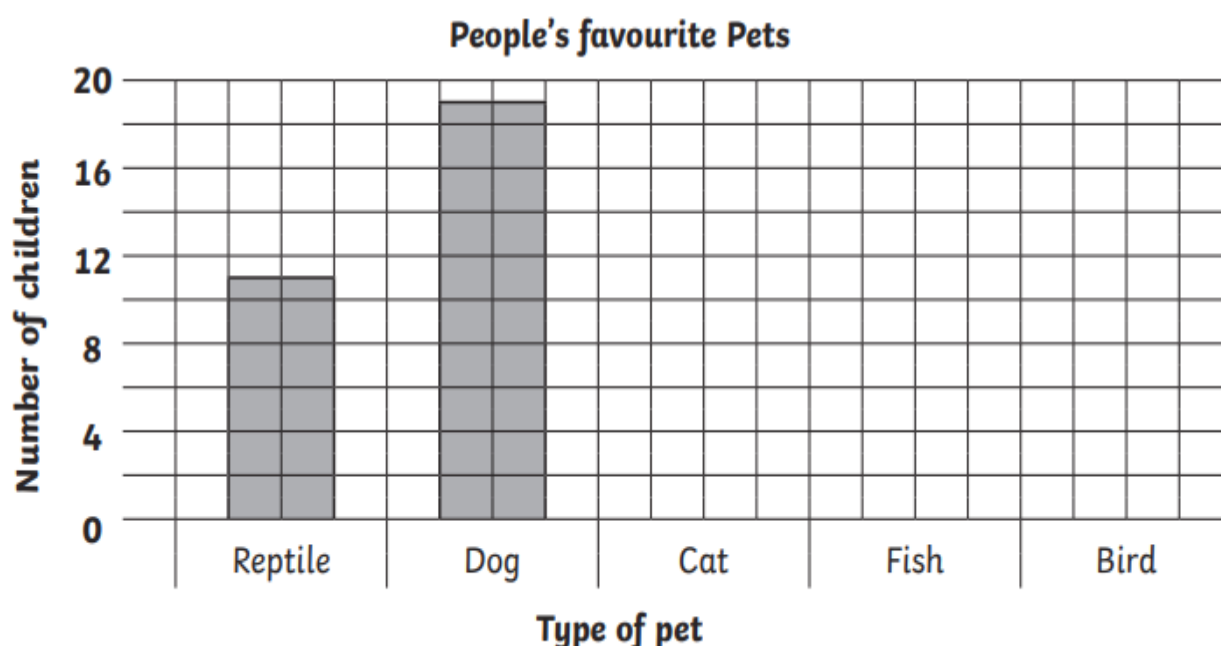 People's favourite Pets
Number of children
20
16
12
8
4
0
Reptile Dog Cat Fish Bird
Type of pet